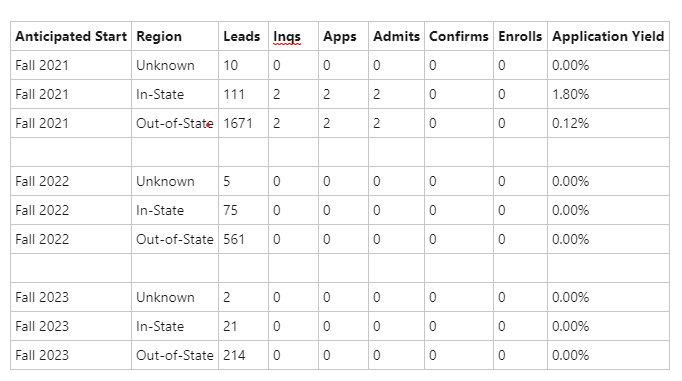 Anticipated Start Region Leads Inqs Apps Admits Confirms Enrolls Application Yield
Fall 2021 Unknown 10 0 0 0 0 0 0.00%
Fall 2021 In-State 111 2 2 2 0 0 1.80%
Fall 2021 Out-of-State 1671 2 2 2 0 0 0.12%
Fall 2022 Unknown 5 0 0 0 0 0 0.00%
Fall 2022 In-State 75 0 0 0 0 0 0.00%
Fall 2022 Out-of-State 561 0 0 0 0 0 0.00%
Fall 2023 Unknown 2 0 0 0 0 0 0.00%
Fall 2023 In-State 21 0 0 0 0 0 0.00%
Fall 2023 Out-of-State 214 0 0 0 0 0 0.00%